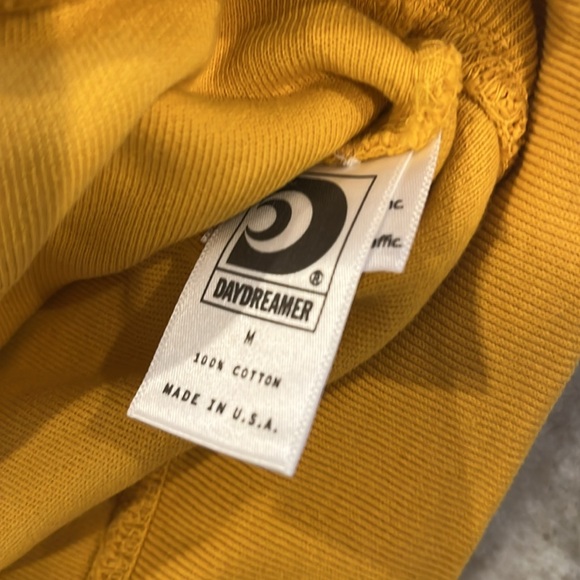 ®
DAYDREAMER
M
100% COTTON
MADE IN U.S.A.